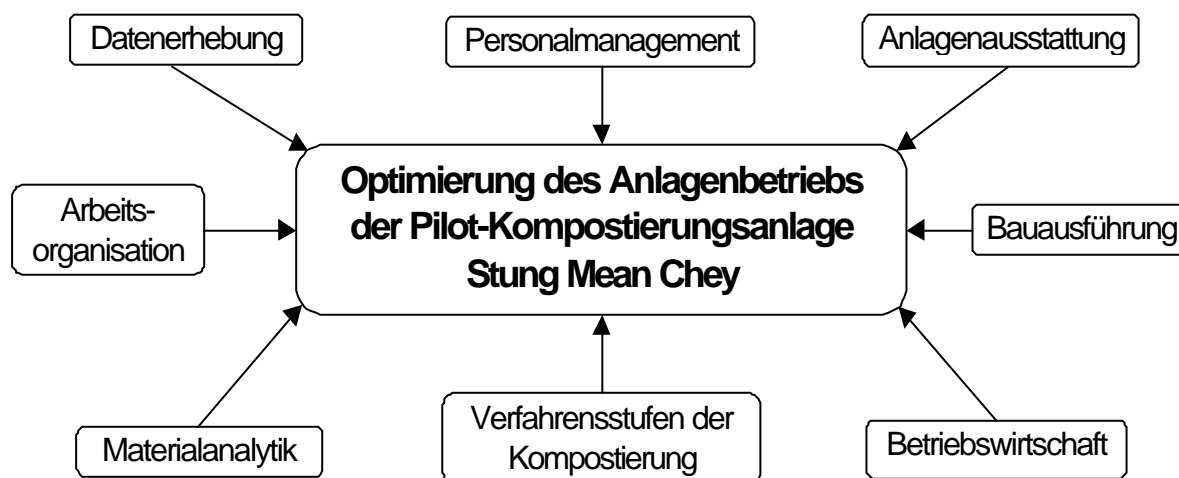 Datenerhebung
Personalmanagement
Anlagenausstattung
Arbeits-
organisation
Optimierung des Anlagenbetriebs
der Pilot-Kompostierungsanlage
Stung Mean Chey
Bauausführung
Materialanalytik
Verfahrensstufen der
Kompostierung
Betriebswirtschaft